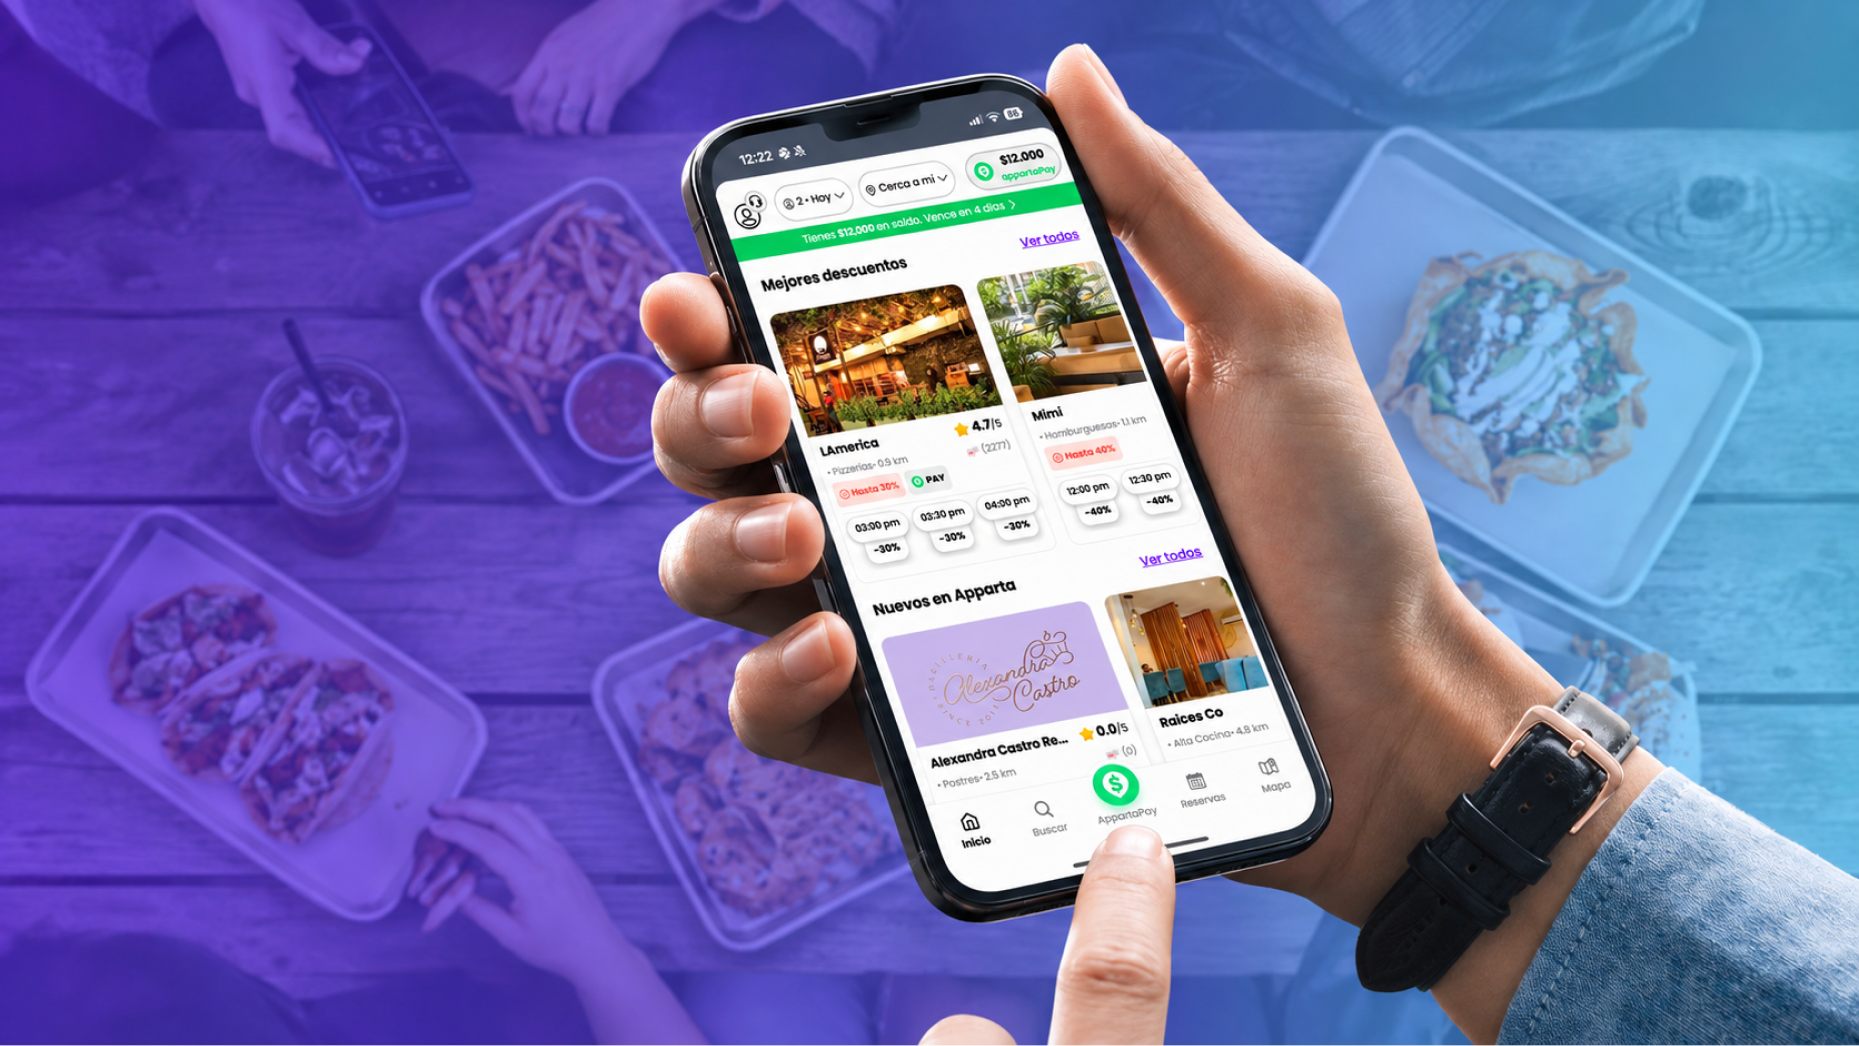 12:22
88
2 • Hoy
Cerca a mi
$12.000
appartaPay
Tienes $12,000 en saldo. Vence en 4 días
Mejores descuentos
Ver todos
LAmerica
4.7/5
• Pizzerias• 0.9 km
(2277)
Hasta 30%
PAY
03:00 pm
03:30 pm
04:00 pm
-30%
-30%
-30%
Mimi
• Hamburguesas• 1.1 km
Hasta 40%
12:00 pm
12:30 pm
-40%
-40%
Nuevos en Apparta
Ver todos
Alexandra
Castro
Alexandra Castro Re...
0.0/5
• Postres• 2.5 km
(0)
Raices Co
• Alta Cocina• 4.8 km
Inicio
Buscar
AppartaPay
Reservas
Mapa